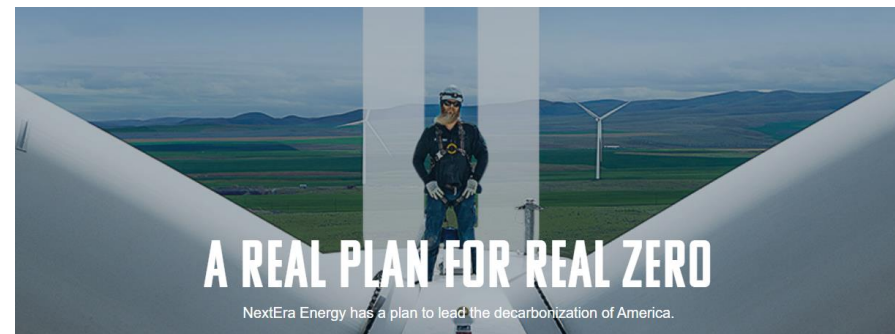 A REAL PLAN FOR REAL ZERO
NextEra Energy has a plan to lead the decarbonization of America.